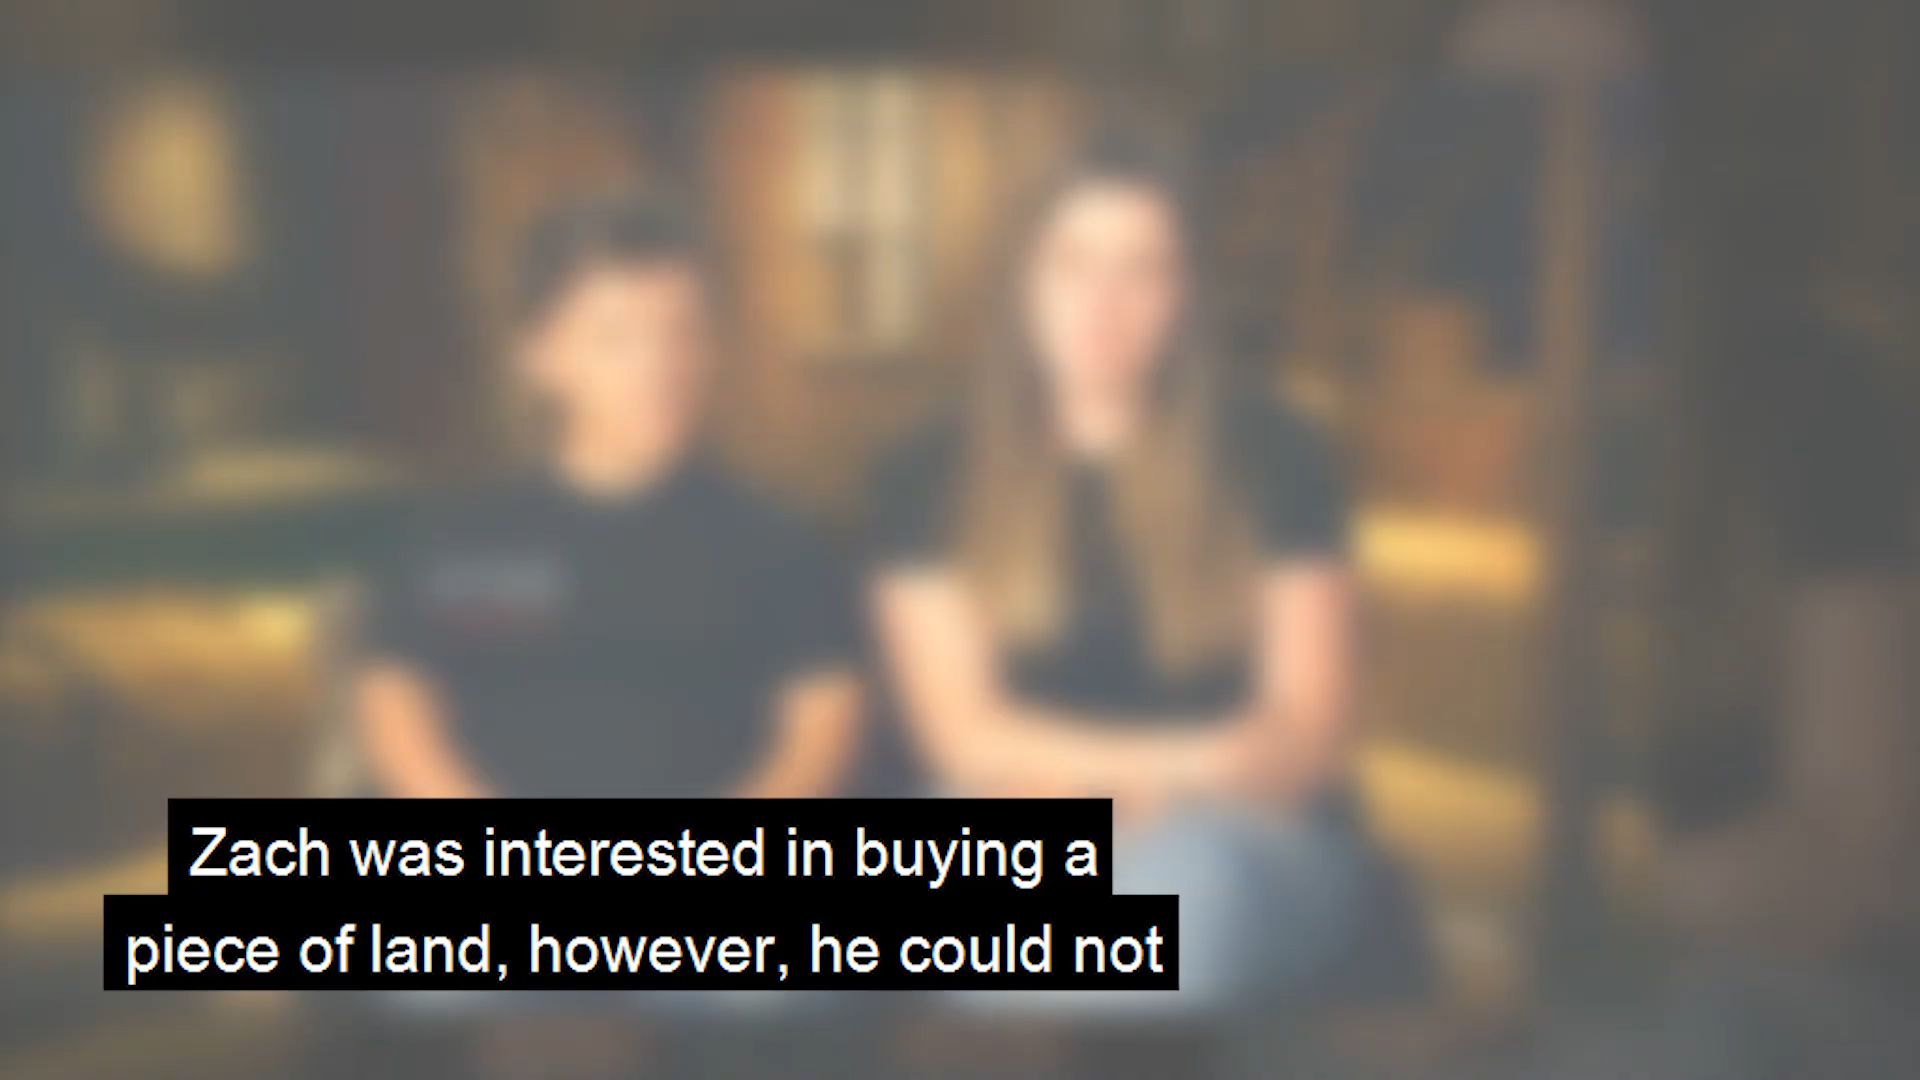 Zach was interested in buying a
piece of land, however, he could not